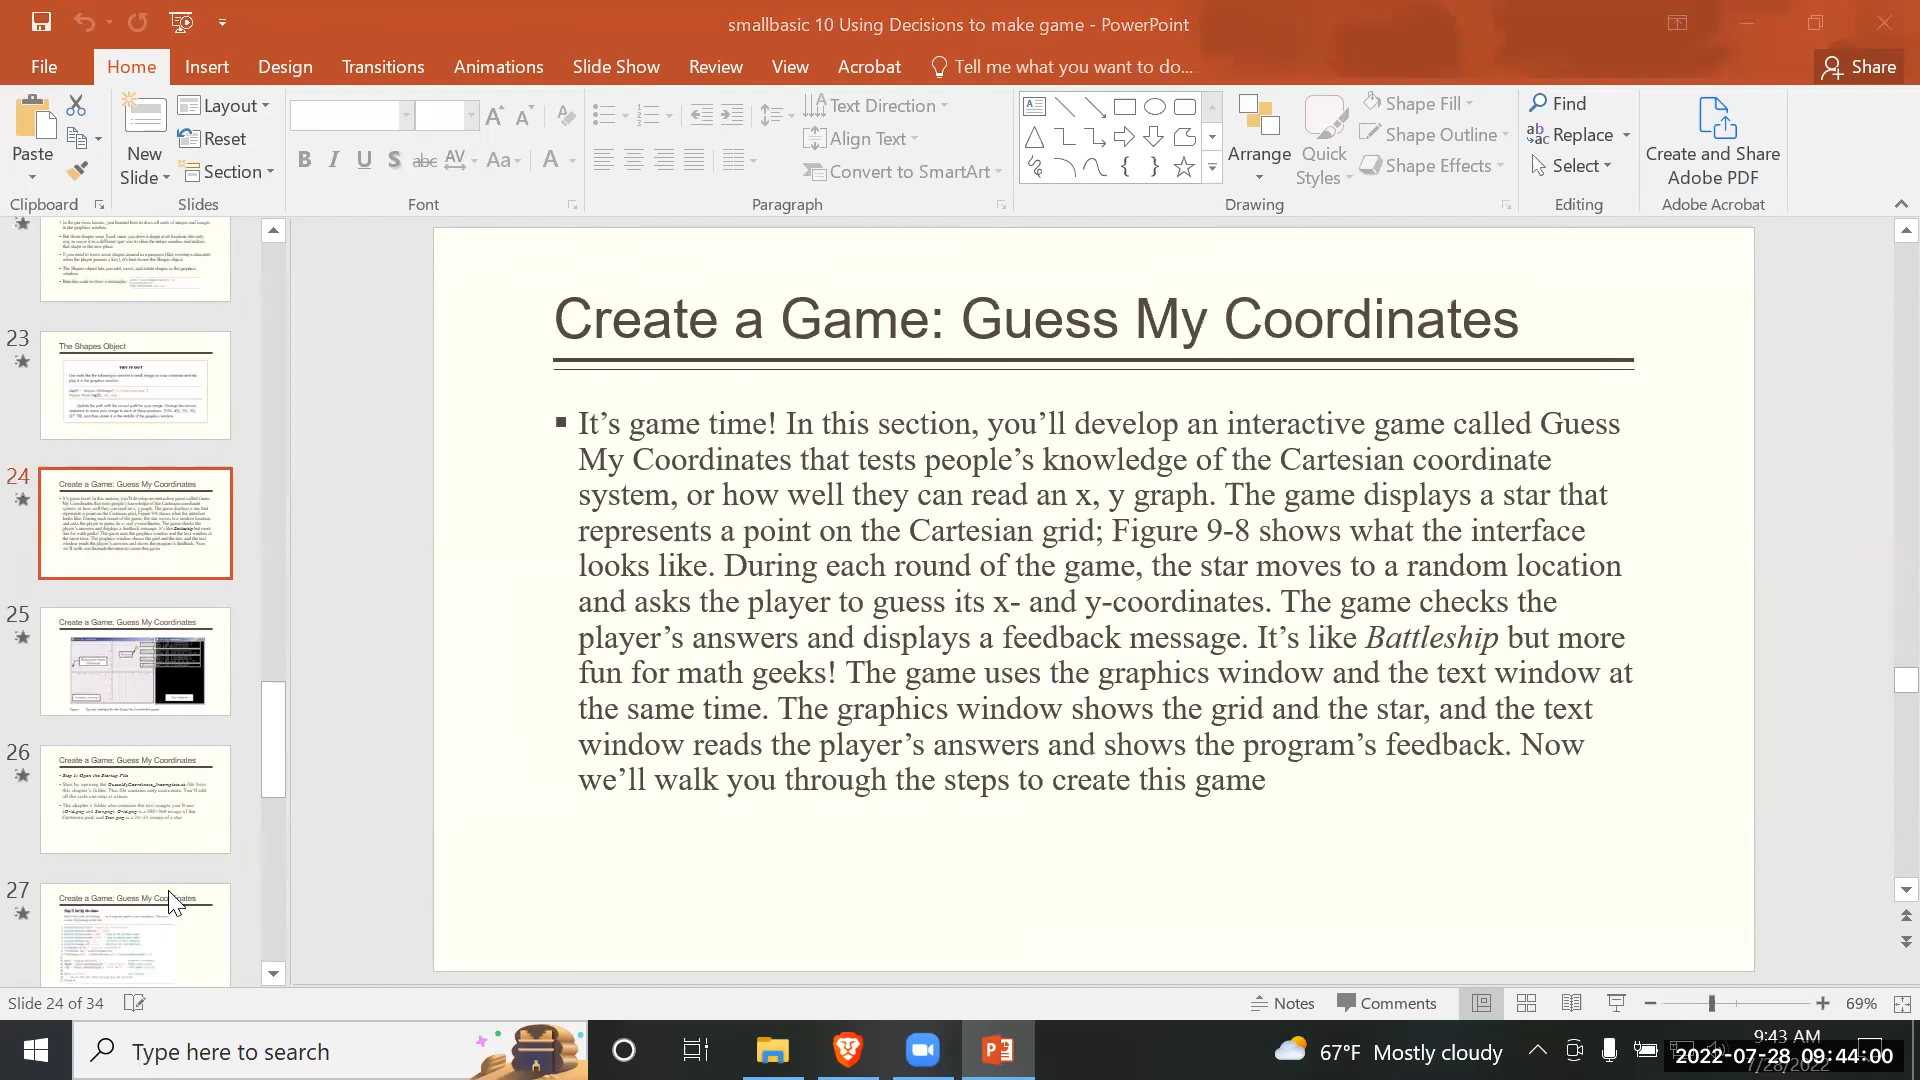 smallbasic 10 Using Decisions to make game - PowerPoint
File Home Insert Design Transitions Animations Slide Show Review View Acrobat Tell me what you want to do... Share
Paste
New Slide
Layout
Reset
Section
Text Direction
Align Text
Convert to SmartArt
Arrange
Quick Styles
Shape Fill
Shape Outline
Shape Effects
Find
Replace
Select
Create and Share
Adobe PDF
Clipboard Slides Font Paragraph Drawing Editing Adobe Acrobat
23
The Shapes Object
TRY IT OUT
24
Create a Game: Guess My Coordinates
25
Create a Game: Guess My Coordinates
26
Create a Game: Guess My Coordinates
27
Create a Game: Guess My Coordinates
Create a Game: Guess My Coordinates
It’s game time! In this section, you’ll develop an interactive game called Guess
My Coordinates that tests people’s knowledge of the Cartesian coordinate
system, or how well they can read an x, y graph. The game displays a star that
represents a point on the Cartesian grid; Figure 9-8 shows what the interface
looks like. During each round of the game, the star moves to a random location
and asks the player to guess its x- and y-coordinates. The game checks the
player’s answers and displays a feedback message. It’s like Battleship but more
fun for math geeks! The game uses the graphics window and the text window at
the same time. The graphics window shows the grid and the star, and the text
window reads the player’s answers and shows the program’s feedback. Now
we’ll walk you through the steps to create this game
Slide 24 of 34
Notes Comments 69%
Type here to search
67°F Mostly cloudy
9:43 AM
7/28/2022
2022-07-28 09:44:00